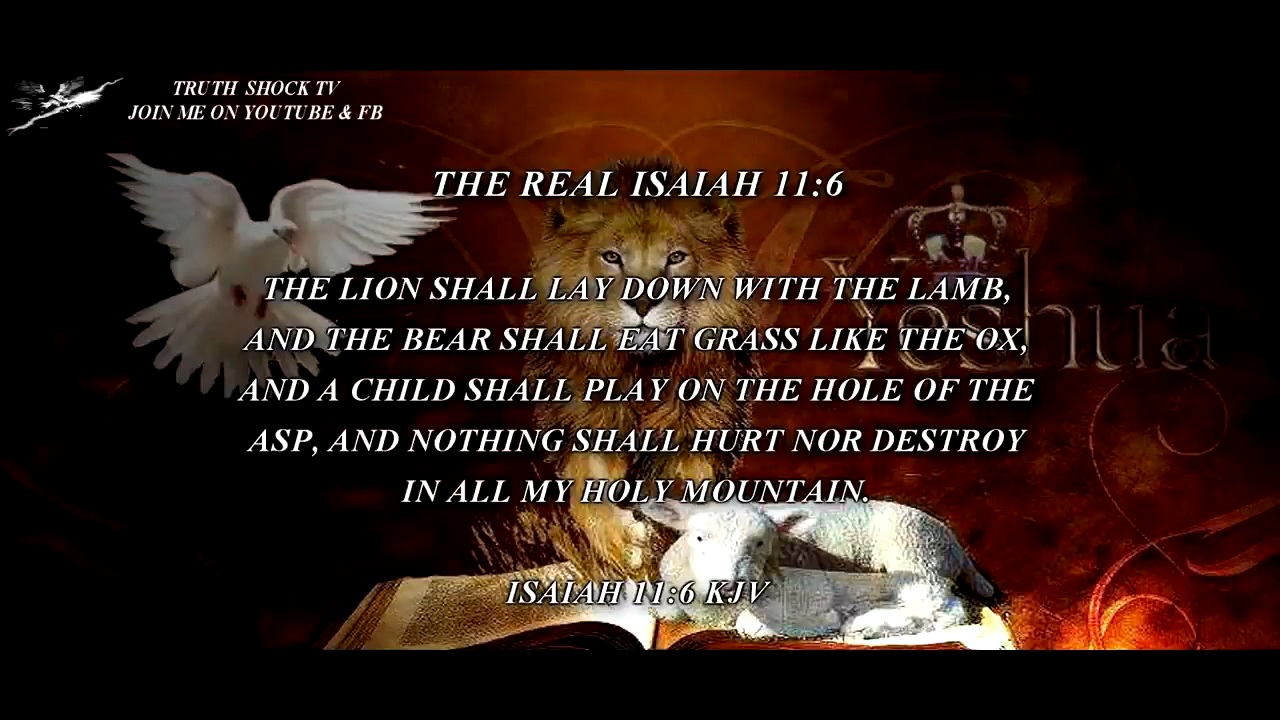 TRUTH SHOCK TV
JOIN ME ON YOUTUBE & FB
THE REAL ISAIAH 11:6
Yeshua
THE LION SHALL LAY DOWN WITH THE LAMB,
AND THE BEAR SHALL EAT GRASS LIKE THE OX,
AND A CHILD SHALL PLAY ON THE HOLE OF THE
ASP, AND NOTHING SHALL HURT NOR DESTROY
IN ALL MY HOLY MOUNTAIN.
ISAIAH 11:6 KJV